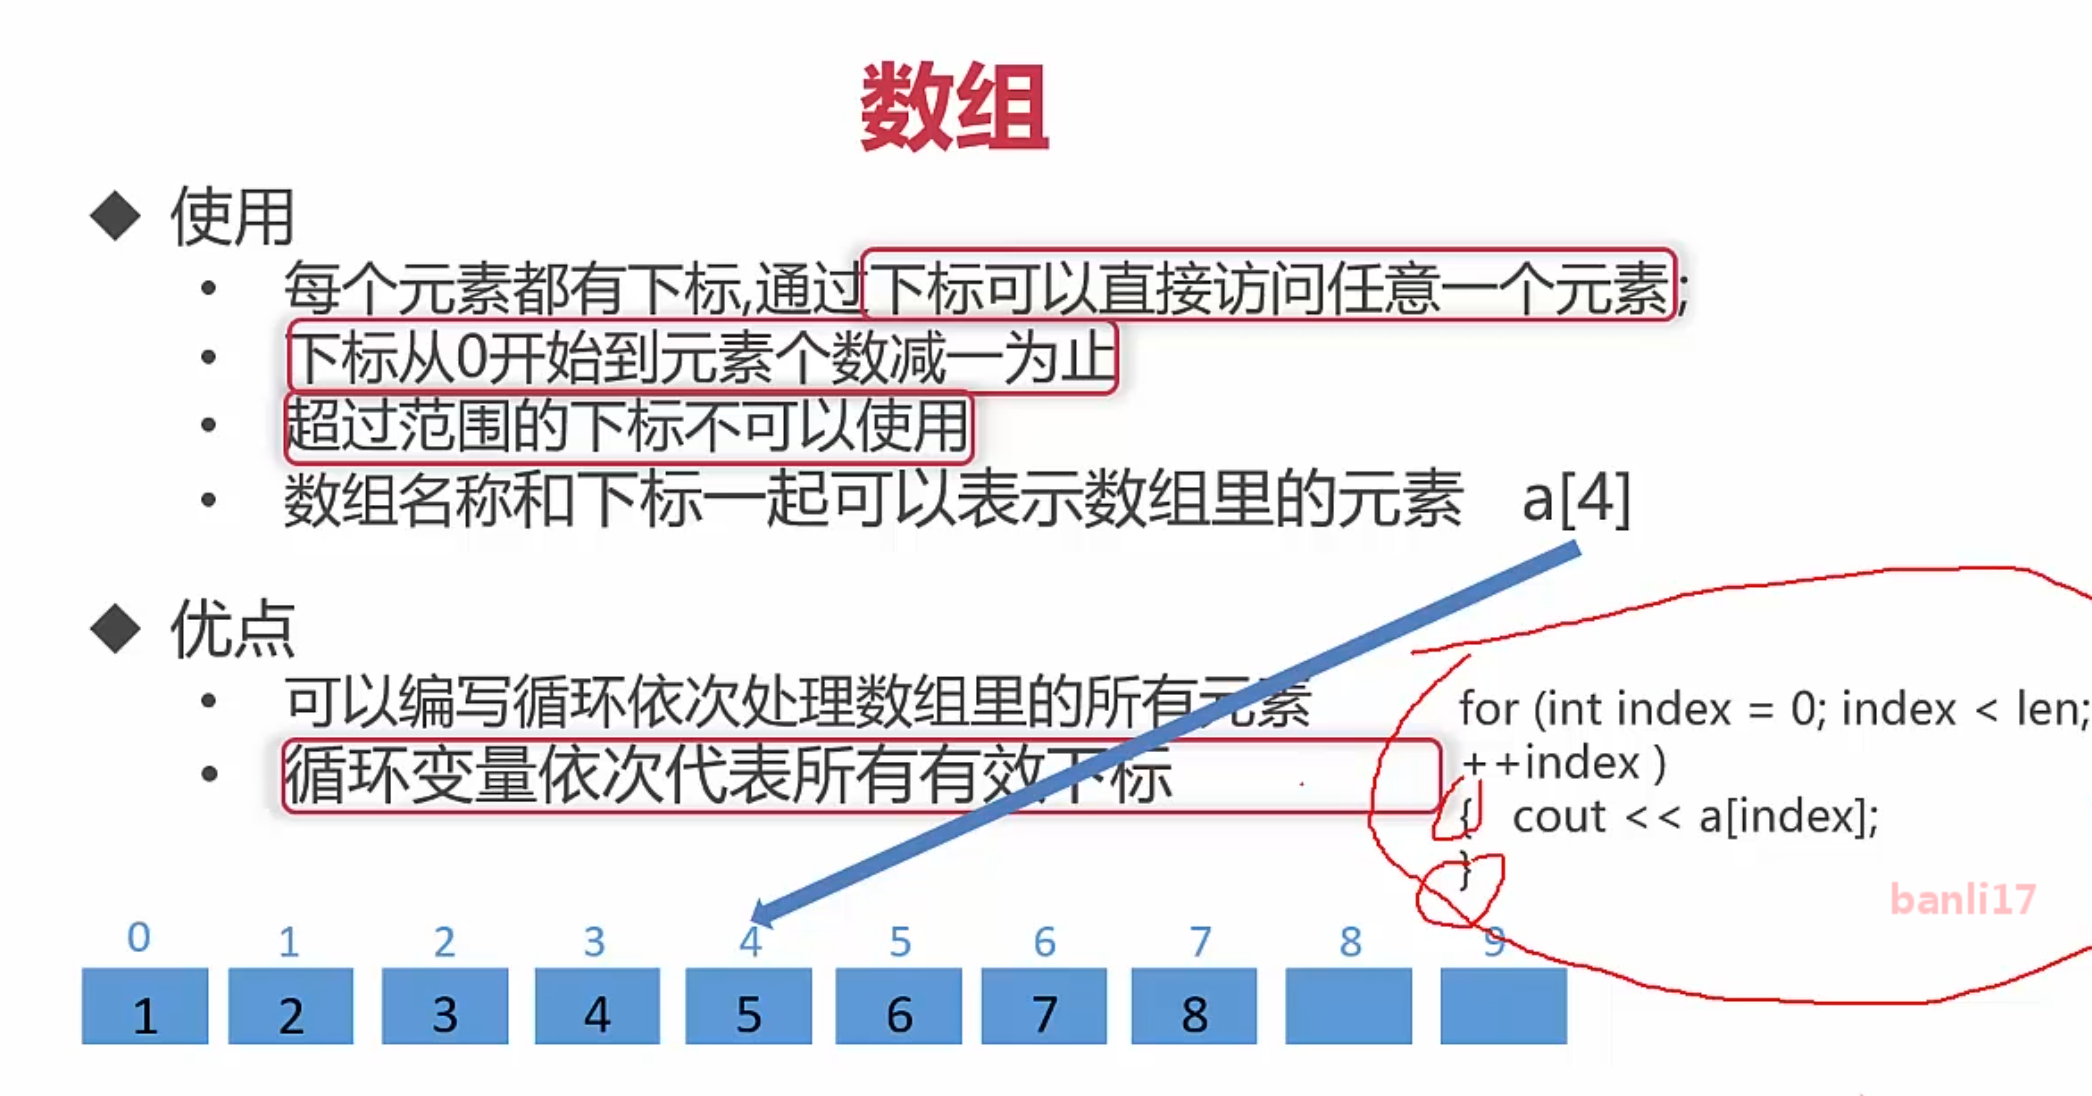 数组
◆ 使用
• 每个元素都有下标,通过下标可以直接访问任意一个元素;
• 下标从0开始到元素个数减一为止
• 超过范围的下标不可以使用
• 数组名称和下标一起可以表示数组里的元素 a[4]
◆ 优点
• 可以编写循环依次处理数组里的所有元素
• 循环变量依次代表所有有效下标
for (int index = 0; index < len;
++index )
{ cout << a[index];
}
banli17
0 1 2 3 4 5 6 7 8 9
1 2 3 4 5 6 7 8